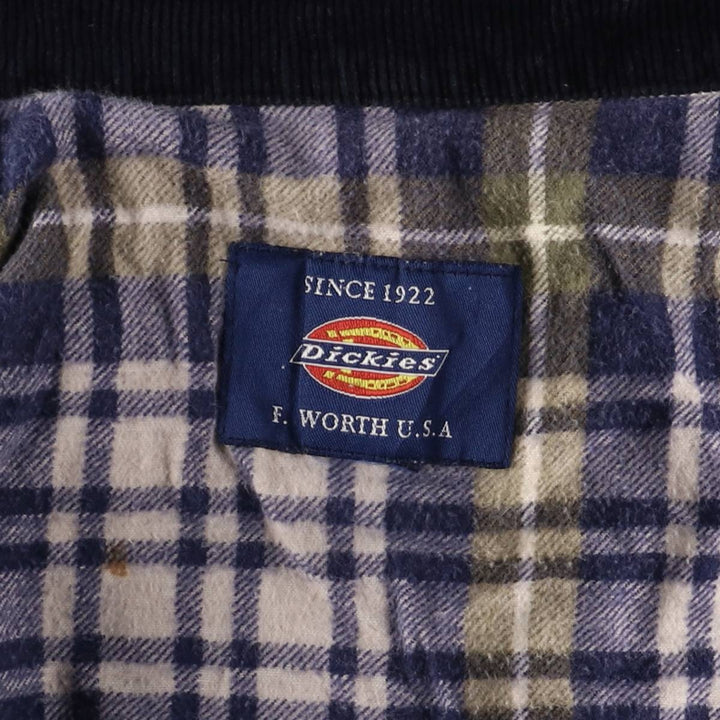 SINCE 1922
Dickies
F. WORTH U.S.A